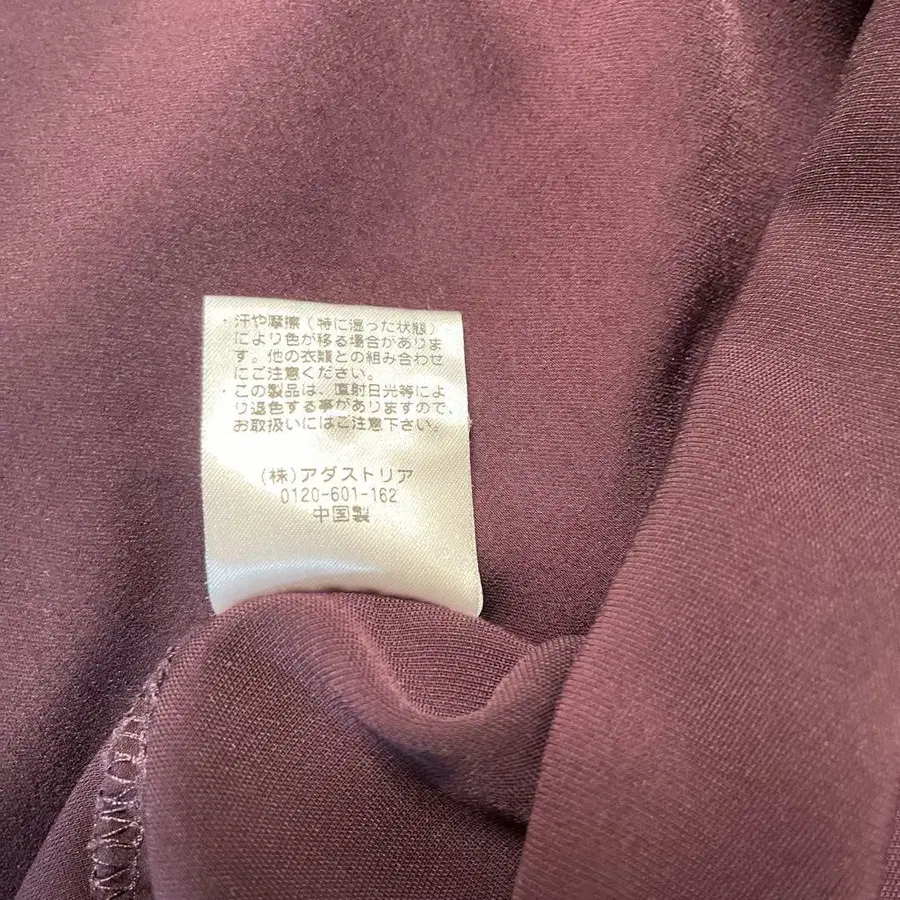 ・汗や摩擦(特に湿った状態)
により色が移る場合がありま
す。他の衣類との組み合わせ
にご注意ください。
・この製品は、直射日光等によ
り退色する事がありますので、
お取扱いにはご注意下さい。
(株)アダストリア
0120-601-162
中国製